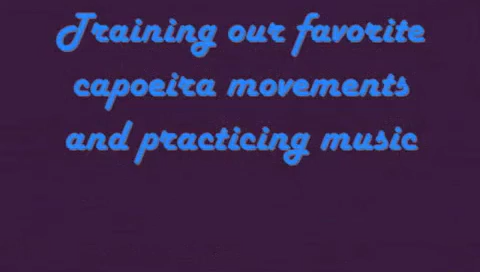 Training our favorite
capoeira movements
and practicing music